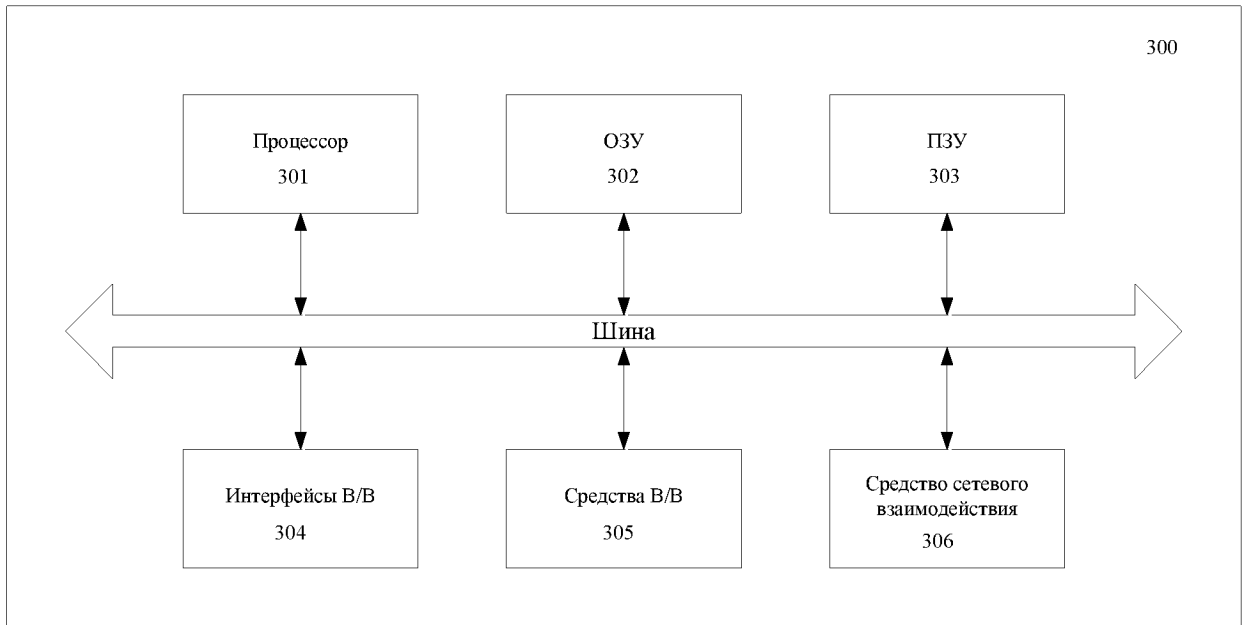 300
Процессор
301
ОЗУ
302
ПЗУ
303
Шина
Интерфейсы В/В
304
Средства В/В
305
Средство сетевого
взаимодействия
306